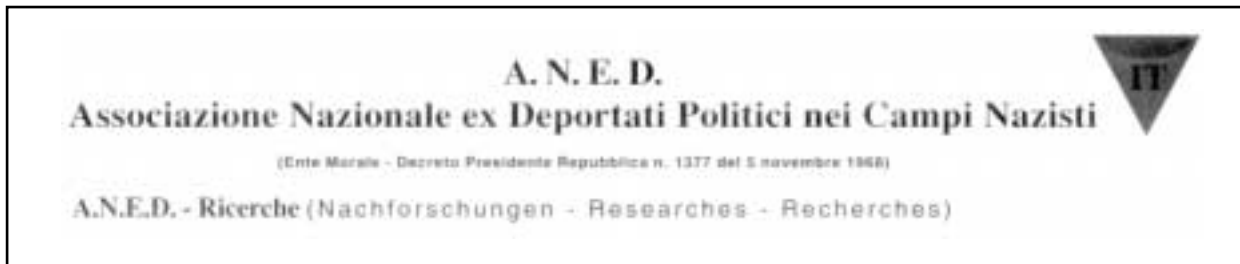 A. N. E. D.
IT
Associazione Nazionale ex Deportati Politici nei Campi Nazisti
(Ente Morale - Decreto Presidente Repubblica n. 1377 del 5 novembre 1968)
A.N.E.D. - Ricerche (Nachforschungen - Researches - Recherches)